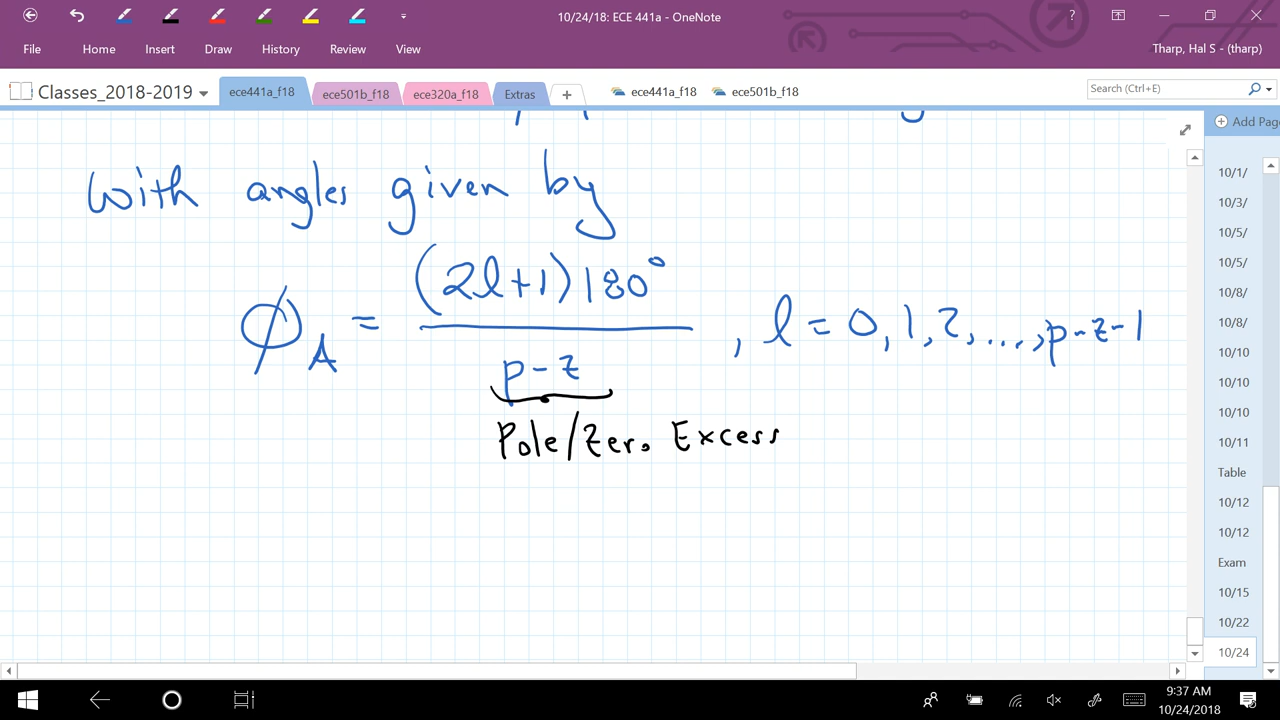 10/24/18: ECE 441a - OneNote
?
File Home Insert Draw History Review View
Tharp, Hal S - (tharp)
Classes_2018-2019 ece441a_f18 ece501b_f18 ece320a_f18 Extras + ece441a_f18 ece501b_f18
Search (Ctrl+E)
Add Page
With angles given by
ϕ_A = (2l+1)180° / p-z , l = 0, 1, 2, ..., p-z-1
Pole/Zero Excess
10/1/
10/3/
10/5/
10/5/
10/8/
10/8/
10/10
10/10
10/10
10/11
Table
10/12
10/12
Exam
10/15
10/22
10/24
9:37 AM
10/24/2018